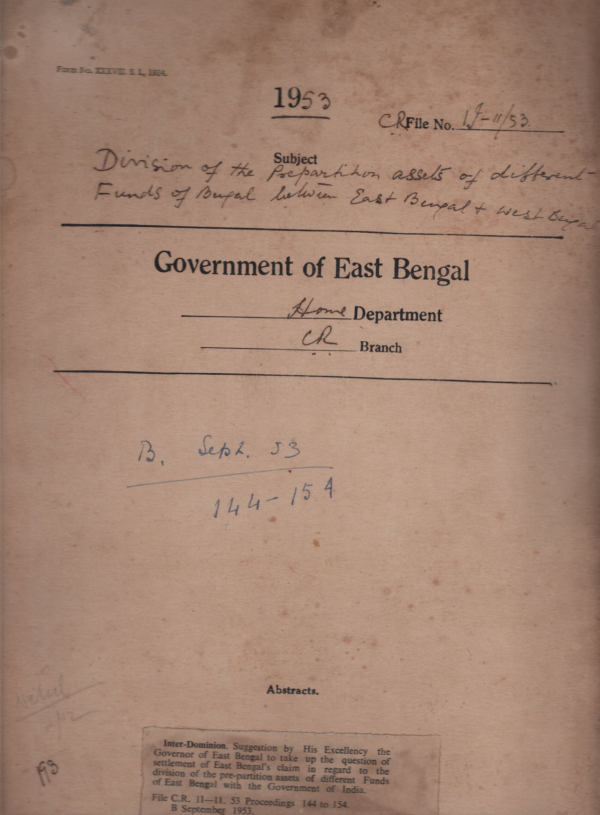 Form No. XXXVII. S. L., 1924.
1953
CR File No. 1J-11/53.
Subject
Division of the Prepartition assets of different
Funds of Bengal between East Bengal + West Bengal
Government of East Bengal
Home Department
CR Branch
B. Sept. 53
144-154
Abstracts.
Inter-Dominion. Suggestion by His Excellency the
Governor of East Bengal to take up the question of
settlement of East Bengal's claim in regard to the
division of the pre-partition assets of different Funds
of East Bengal with the Government of India.
File C.R. 11—11. 53 Proceedings 144 to 154.
B September 1953.
193